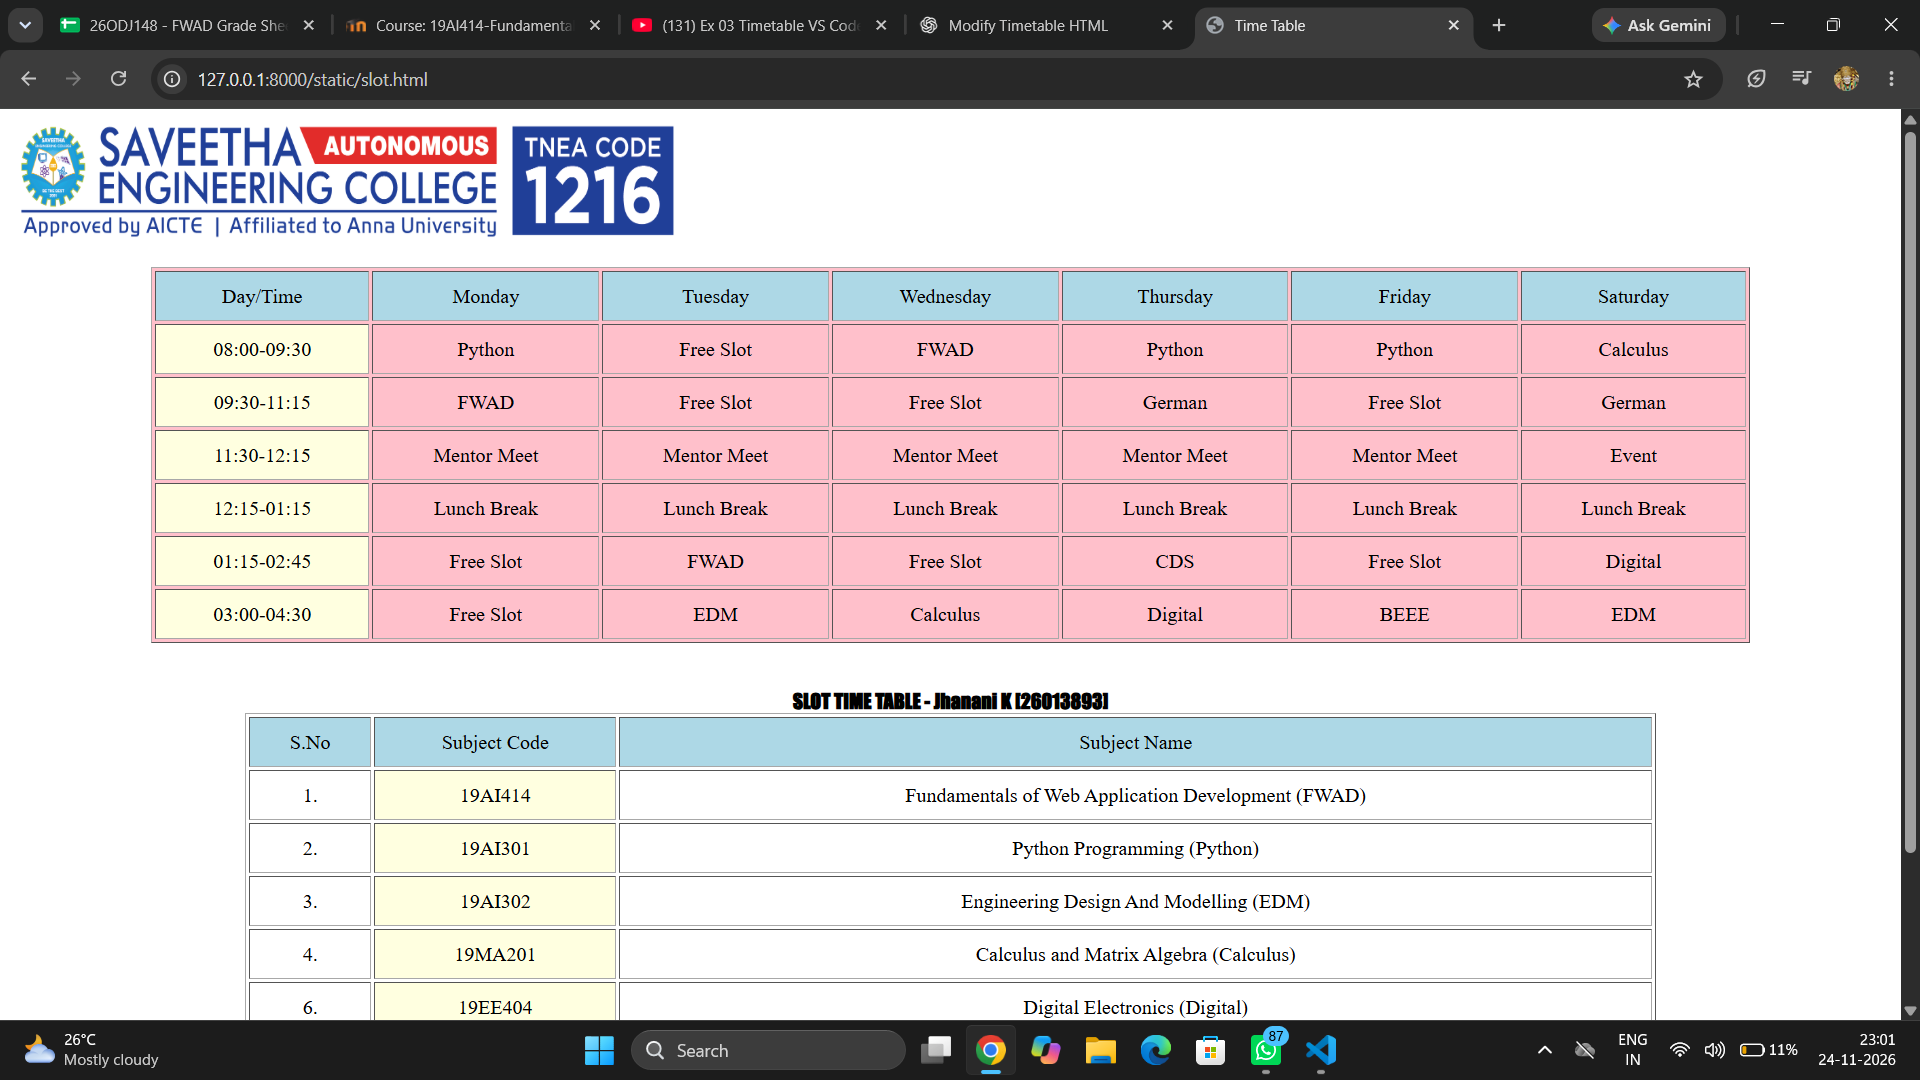 26ODJ148 - FWAD Grade She
Course: 19AI414-Fundamenta
(131) Ex 03 Timetable VS Code
Modify Timetable HTML
Time Table
Ask Gemini
127.0.0.1:8000/static/slot.html
SAVEETHA AUTONOMOUS
ENGINEERING COLLEGE
Approved by AICTE | Affiliated to Anna University
TNEA CODE
1216
Day/Time Monday Tuesday Wednesday Thursday Friday Saturday
08:00-09:30 Python Free Slot FWAD Python Python Calculus
09:30-11:15 FWAD Free Slot Free Slot German Free Slot German
11:30-12:15 Mentor Meet Mentor Meet Mentor Meet Mentor Meet Mentor Meet Event
12:15-01:15 Lunch Break Lunch Break Lunch Break Lunch Break Lunch Break Lunch Break
01:15-02:45 Free Slot FWAD Free Slot CDS Free Slot Digital
03:00-04:30 Free Slot EDM Calculus Digital BEEE EDM
SLOT TIME TABLE - Jhanani K [26013893]
S.No Subject Code Subject Name
1. 19AI414 Fundamentals of Web Application Development (FWAD)
2. 19AI301 Python Programming (Python)
3. 19AI302 Engineering Design And Modelling (EDM)
4. 19MA201 Calculus and Matrix Algebra (Calculus)
6. 19EE404 Digital Electronics (Digital)
26°C
Mostly cloudy
Search
87
ENG
IN
11%
23:01
24-11-2026